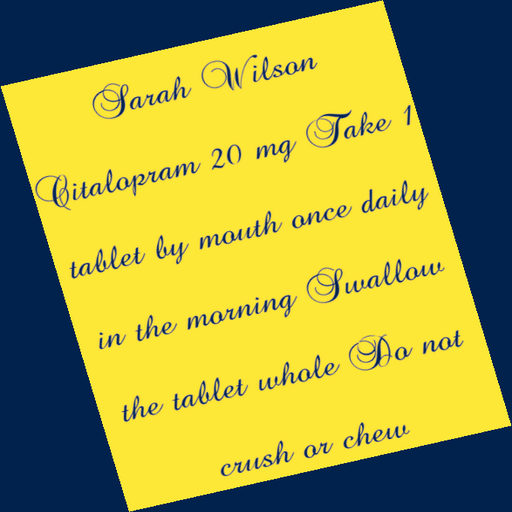 Sarah Wilson
Citalopram 20 mg Take 1
tablet by mouth once daily
in the morning Swallow
the tablet whole Do not
crush or chew